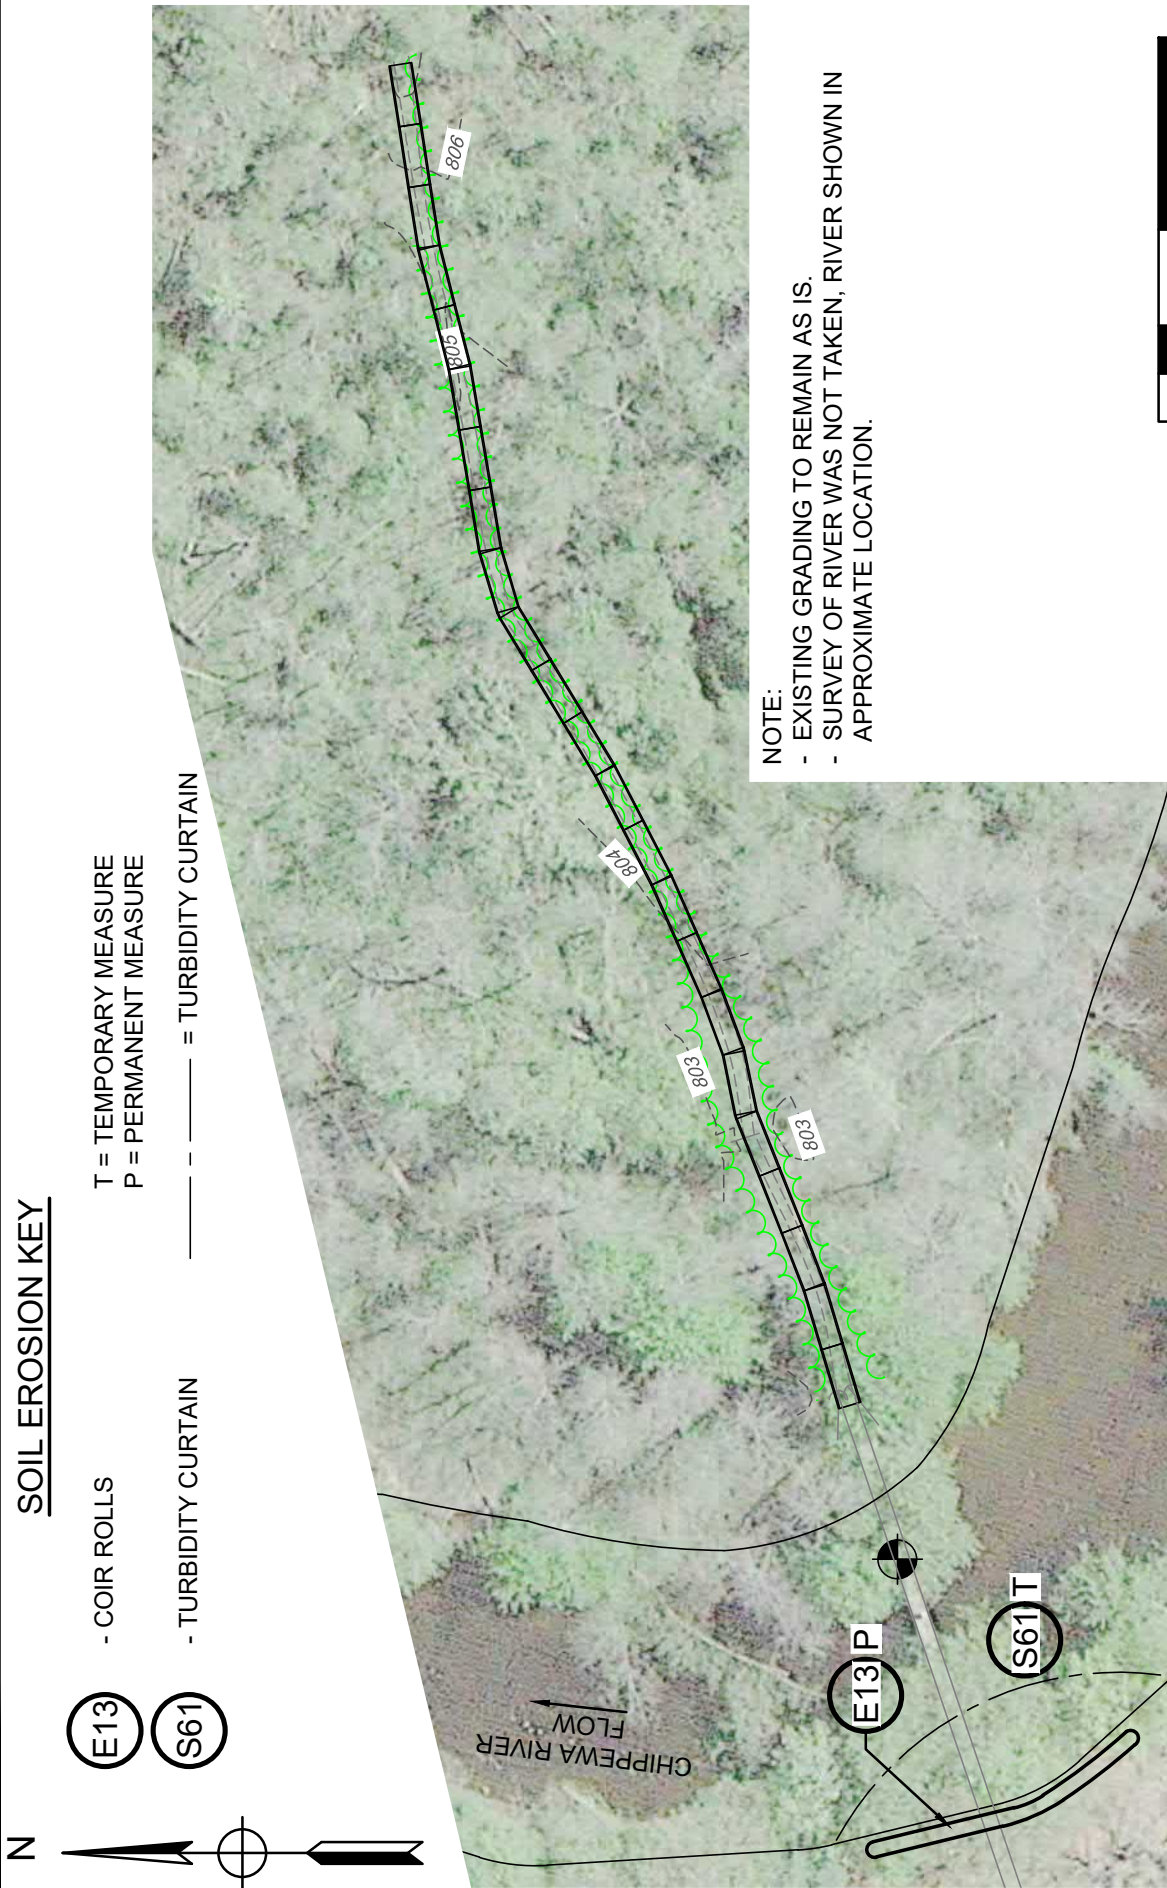 SOIL EROSION KEY
E13 - COIR ROLLS
S61 - TURBIDITY CURTAIN
T = TEMPORARY MEASURE
P = PERMANENT MEASURE
= TURBIDITY CURTAIN
N
806
805
804
803
803
NOTE:
- EXISTING GRADING TO REMAIN AS IS.
- SURVEY OF RIVER WAS NOT TAKEN, RIVER SHOWN IN
APPROXIMATE LOCATION.
CHIPPEWA RIVER
FLOW
E13 P
S61 T